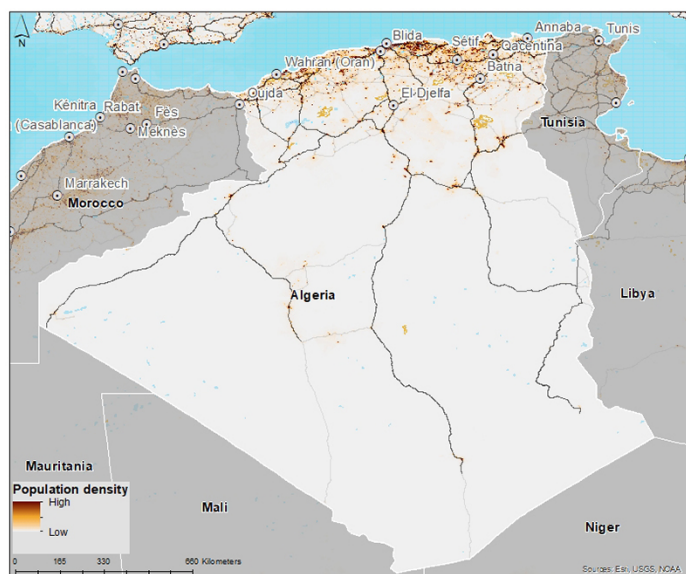 N
Blida
Annaba
Tunis
Sétif
Qacentina
Wahran (Oran)
Batna
Oujda
El Djelfa
Kénitra
Rabat
Fès
(Casablanca)
Meknès
Tunisia
Marrakech
Morocco
Algeria
Libya
Mauritania
Mali
Niger
Population density
High
Low
0 165 330 660 Kilometers
Sources: Esri, USGS, NOAA